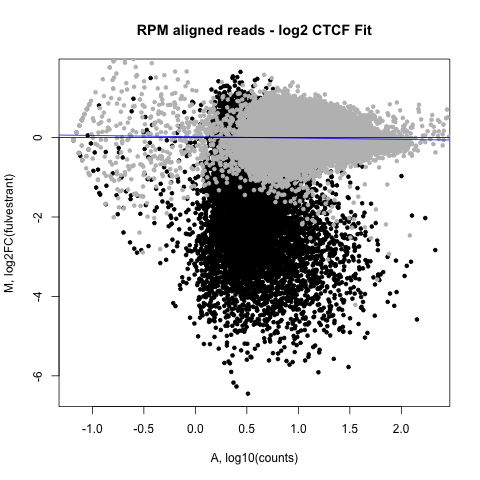 RPM aligned reads - log2 CTCF Fit
M, log2FC(fulvestrant)
0
-2
-4
-6
-1.0 -0.5 0.0 0.5 1.0 1.5 2.0
A, log10(counts)